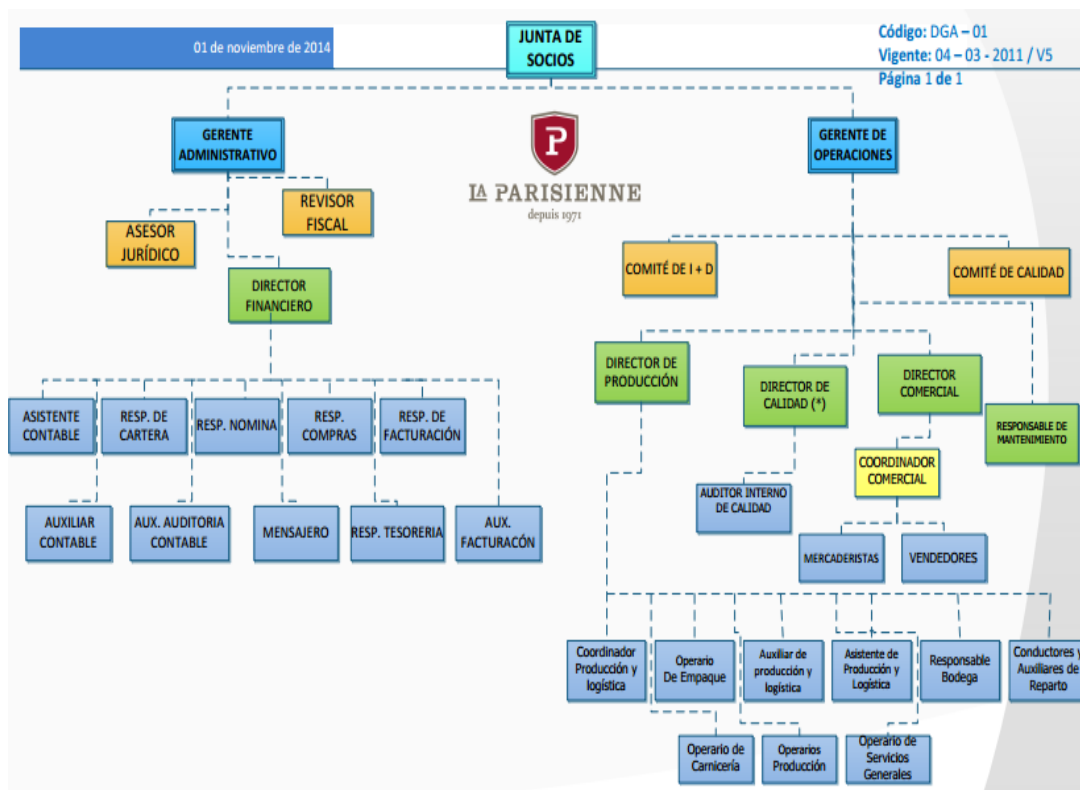 01 de noviembre de 2014
JUNTA DE
SOCIOS
Código: DGA – 01
Vigente: 04 – 03 - 2011 / V5
Página 1 de 1
GERENTE
ADMINISTRATIVO
P
LA PARISIENNE
depuis 1971
GERENTE DE
OPERACIONES
REVISOR
FISCAL
ASESOR
JURÍDICO
COMITÉ DE I + D
COMITÉ DE CALIDAD
DIRECTOR
FINANCIERO
DIRECTOR DE
PRODUCCIÓN
DIRECTOR DE
CALIDAD (*)
DIRECTOR
COMERCIAL
RESPONSABLE DE
MANTENIMIENTO
ASISTENTE
CONTABLE
RESP. DE
CARTERA
RESP. NOMINA
RESP.
COMPRAS
RESP. DE
FACTURACIÓN
COORDINADOR
COMERCIAL
AUDITOR INTERNO
DE CALIDAD
AUXILIAR
CONTABLE
AUX. AUDITORIA
CONTABLE
MENSAJERO
RESP. TESORERIA
AUX.
FACTURACÓN
MERCADERISTAS
VENDEDORES
Coordinador
Producción y
logística
Operario
De Empaque
Auxiliar de
producción y
logística
Asistente de
Producción y
Logística
Responsable
Bodega
Conductores y
Auxiliares de
Reparto
Operario de
Carnicería
Operarios
Producción
Operario de
Servicios
Generales